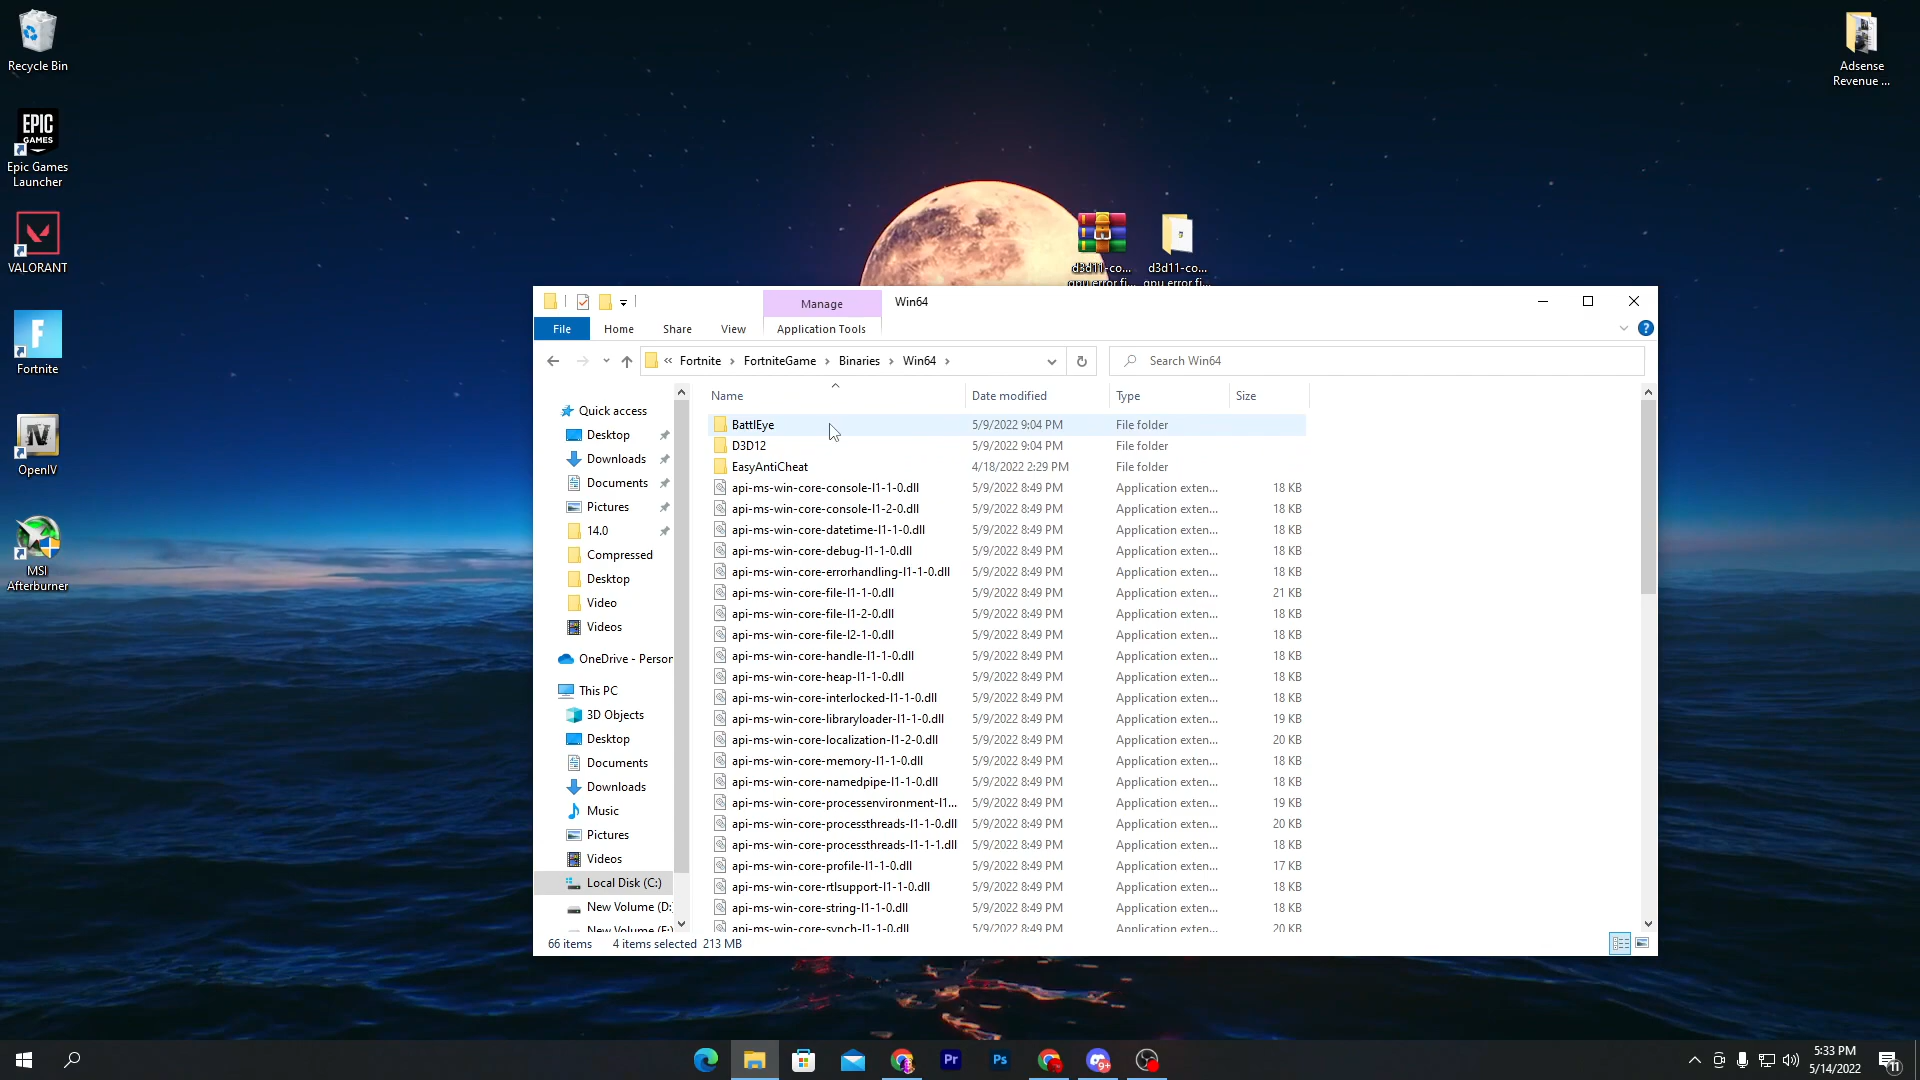 Recycle Bin
Epic Games
Launcher
VALORANT
Fortnite
OpenIV
MSI
Afterburner
Adsense
Revenue ...
d3d11-co...
gpu error fi...
d3d11-co...
gpu error fi...
Manage
Win64
File
Home
Share
View
Application Tools
« Fortnite › FortniteGame › Binaries › Win64 ›
Search Win64
Quick access
Desktop
Downloads
Documents
Pictures
14.0
Compressed
Desktop
Video
Videos
OneDrive - Person
This PC
3D Objects
Desktop
Documents
Downloads
Music
Pictures
Videos
Local Disk (C:)
New Volume (D:
New Volume (E:)
Name Date modified Type Size
BattlEye 5/9/2022 9:04 PM File folder
D3D12 5/9/2022 9:04 PM File folder
EasyAntiCheat 4/18/2022 2:29 PM File folder
api-ms-win-core-console-l1-1-0.dll 5/9/2022 8:49 PM Application exten... 18 KB
api-ms-win-core-console-l1-2-0.dll 5/9/2022 8:49 PM Application exten... 18 KB
api-ms-win-core-datetime-l1-1-0.dll 5/9/2022 8:49 PM Application exten... 18 KB
api-ms-win-core-debug-l1-1-0.dll 5/9/2022 8:49 PM Application exten... 18 KB
api-ms-win-core-errorhandling-l1-1-0.dll 5/9/2022 8:49 PM Application exten... 18 KB
api-ms-win-core-file-l1-1-0.dll 5/9/2022 8:49 PM Application exten... 21 KB
api-ms-win-core-file-l1-2-0.dll 5/9/2022 8:49 PM Application exten... 18 KB
api-ms-win-core-file-l2-1-0.dll 5/9/2022 8:49 PM Application exten... 18 KB
api-ms-win-core-handle-l1-1-0.dll 5/9/2022 8:49 PM Application exten... 18 KB
api-ms-win-core-heap-l1-1-0.dll 5/9/2022 8:49 PM Application exten... 18 KB
api-ms-win-core-interlocked-l1-1-0.dll 5/9/2022 8:49 PM Application exten... 18 KB
api-ms-win-core-libraryloader-l1-1-0.dll 5/9/2022 8:49 PM Application exten... 19 KB
api-ms-win-core-localization-l1-2-0.dll 5/9/2022 8:49 PM Application exten... 20 KB
api-ms-win-core-memory-l1-1-0.dll 5/9/2022 8:49 PM Application exten... 18 KB
api-ms-win-core-namedpipe-l1-1-0.dll 5/9/2022 8:49 PM Application exten... 18 KB
api-ms-win-core-processenvironment-l1... 5/9/2022 8:49 PM Application exten... 19 KB
api-ms-win-core-processthreads-l1-1-0.dll 5/9/2022 8:49 PM Application exten... 20 KB
api-ms-win-core-processthreads-l1-1-1.dll 5/9/2022 8:49 PM Application exten... 18 KB
api-ms-win-core-profile-l1-1-0.dll 5/9/2022 8:49 PM Application exten... 17 KB
api-ms-win-core-rtlsupport-l1-1-0.dll 5/9/2022 8:49 PM Application exten... 18 KB
api-ms-win-core-string-l1-1-0.dll 5/9/2022 8:49 PM Application exten... 18 KB
api-ms-win-core-synch-l1-1-0.dll 5/9/2022 8:49 PM Application exten... 20 KB
66 items 4 items selected 213 MB
Pr
Ps
9+
5:33 PM
5/14/2022
11